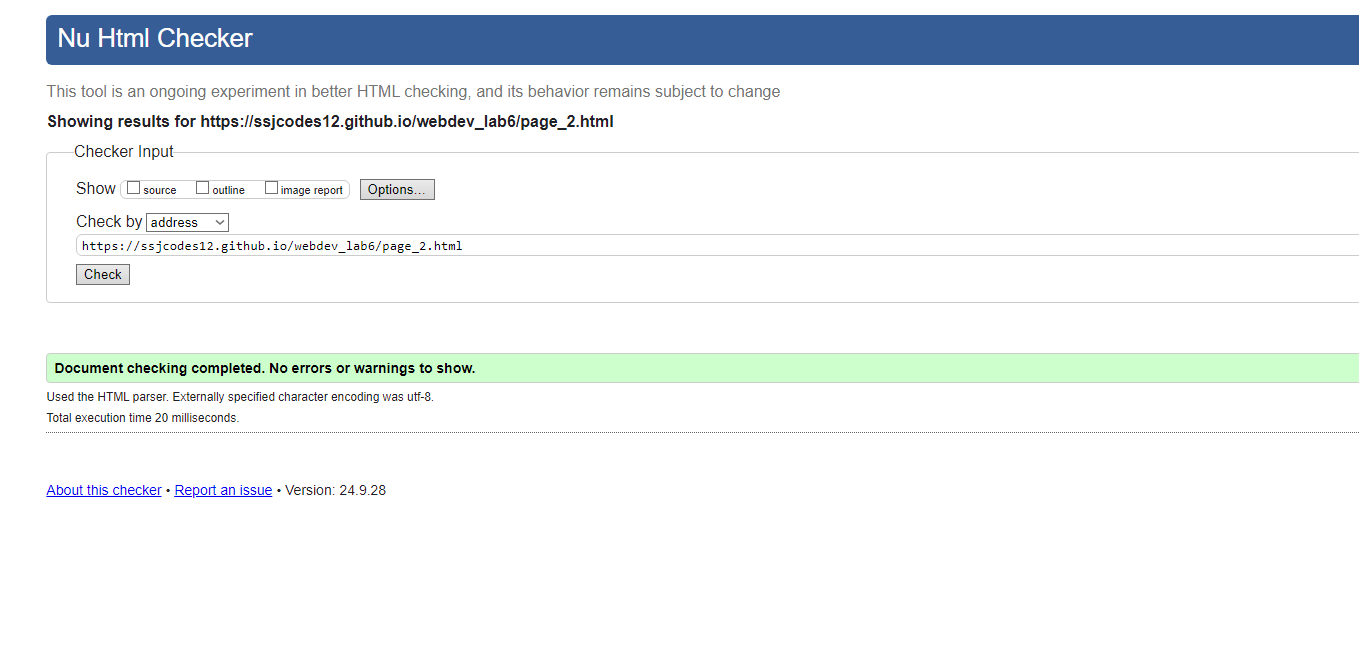 Nu Html Checker
This tool is an ongoing experiment in better HTML checking, and its behavior remains subject to change
Showing results for https://ssjcodes12.github.io/webdev_lab6/page_2.html
Checker Input
Show source outline image report Options...
Check by address
https://ssjcodes12.github.io/webdev_lab6/page_2.html
Check
Document checking completed. No errors or warnings to show.
Used the HTML parser. Externally specified character encoding was utf-8.
Total execution time 20 milliseconds.
About this checker • Report an issue • Version: 24.9.28